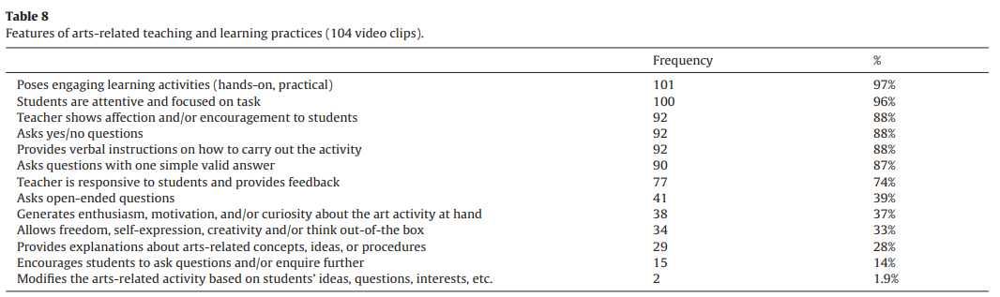 Table 8
Features of arts-related teaching and learning practices (104 video clips).
Frequency %
Poses engaging learning activities (hands-on, practical) 101 97%
Students are attentive and focused on task 100 96%
Teacher shows affection and/or encouragement to students 92 88%
Asks yes/no questions 92 88%
Provides verbal instructions on how to carry out the activity 92 88%
Asks questions with one simple valid answer 90 87%
Teacher is responsive to students and provides feedback 77 74%
Asks open-ended questions 41 39%
Generates enthusiasm, motivation, and/or curiosity about the art activity at hand 38 37%
Allows freedom, self-expression, creativity and/or think out-of-the box 34 33%
Provides explanations about arts-related concepts, ideas, or procedures 29 28%
Encourages students to ask questions and/or enquire further 15 14%
Modifies the arts-related activity based on students' ideas, questions, interests, etc. 2 1.9%